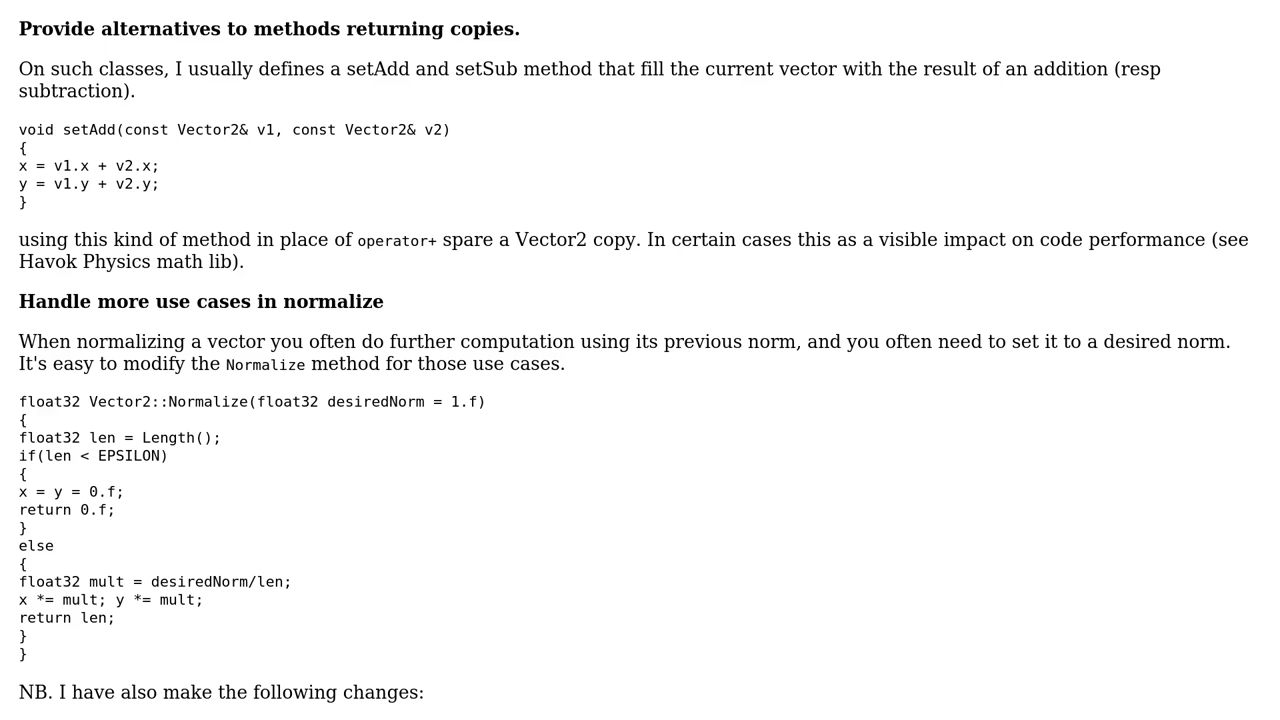 Provide alternatives to methods returning copies.
On such classes, I usually defines a setAdd and setSub method that fill the current vector with the result of an addition (resp
subtraction).
void setAdd(const Vector2& v1, const Vector2& v2)
{
x = v1.x + v2.x;
y = v1.y + v2.y;
}
using this kind of method in place of operator+ spare a Vector2 copy. In certain cases this as a visible impact on code performance (see
Havok Physics math lib).
Handle more use cases in normalize
When normalizing a vector you often do further computation using its previous norm, and you often need to set it to a desired norm.
It's easy to modify the Normalize method for those use cases.
float32 Vector2::Normalize(float32 desiredNorm = 1.f)
{
float32 len = Length();
if(len < EPSILON)
{
x = y = 0.f;
return 0.f;
}
else
{
float32 mult = desiredNorm/len;
x *= mult; y *= mult;
return len;
}
}
NB. I have also make the following changes: